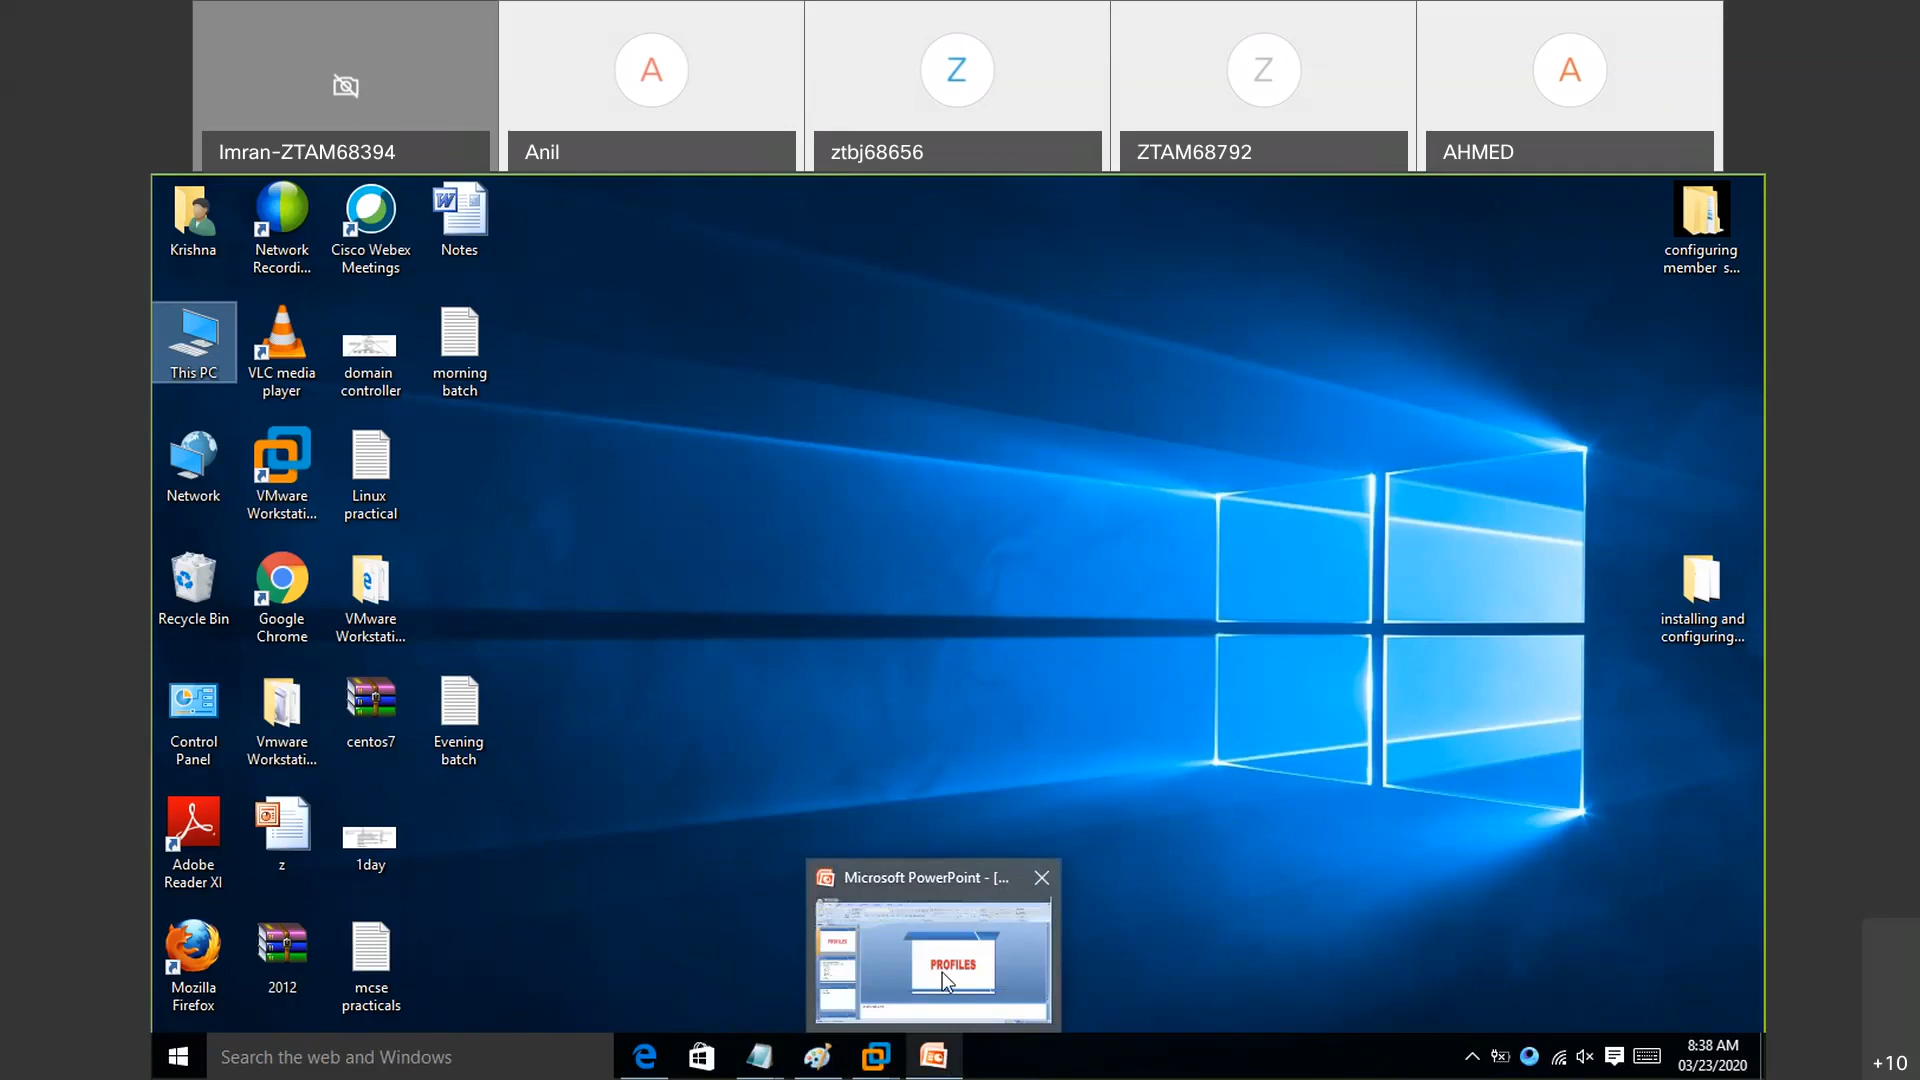 A
Z
Z
A
Imran-ZTAM68394
Anil
ztbj68656
ZTAM68792
AHMED
Krishna
Network
Recordi...
Cisco Webex
Meetings
Notes
configuring
member s...
This PC
VLC media
player
domain
controller
morning
batch
Network
VMware
Workstati...
Linux
practical
Recycle Bin
Google
Chrome
VMware
Workstati...
installing and
configuring...
Control
Panel
Vmware
Workstati...
centos7
Evening
batch
Adobe
Reader XI
z
1day
Mozilla
Firefox
2012
mcse
practicals
Microsoft PowerPoint - [...
PROFILES
PROFILES
Search the web and Windows
8:38 AM
03/23/2020
+10